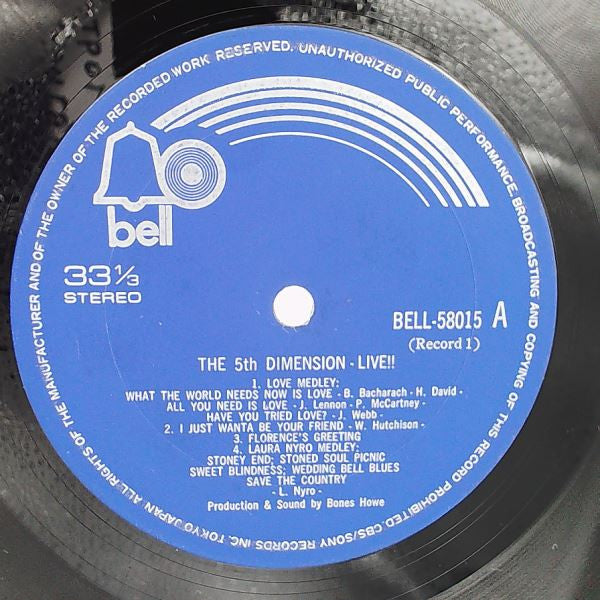 ALL RIGHTS OF THE MANUFACTURER AND OF THE OWNER OF THE RECORDED WORK RESERVED. UNAUTHORIZED PUBLIC PERFORMANCE. BROADCASTING AND COPYING OF THIS RECORD PROHIBITED. CBS/SONY RECORDS INC. TOKYO JAPAN
bell
33 1/3
STEREO
BELL-58015 A
(Record 1)
THE 5th DIMENSION - LIVE!!
1. LOVE MEDLEY:
WHAT THE WORLD NEEDS NOW IS LOVE - B. Bacharach - H. David -
ALL YOU NEED IS LOVE - J. Lennon - P. McCartney -
HAVE YOU TRIED LOVE? - J. Webb -
2. I JUST WANTA BE YOUR FRIEND - W. Hutchison -
3. FLORENCE'S GREETING
4. LAURA NYRO MEDLEY:
STONEY END; STONED SOUL PICNIC
SWEET BLINDNESS; WEDDING BELL BLUES
SAVE THE COUNTRY
- L. Nyro -
Production & Sound by Bones Howe